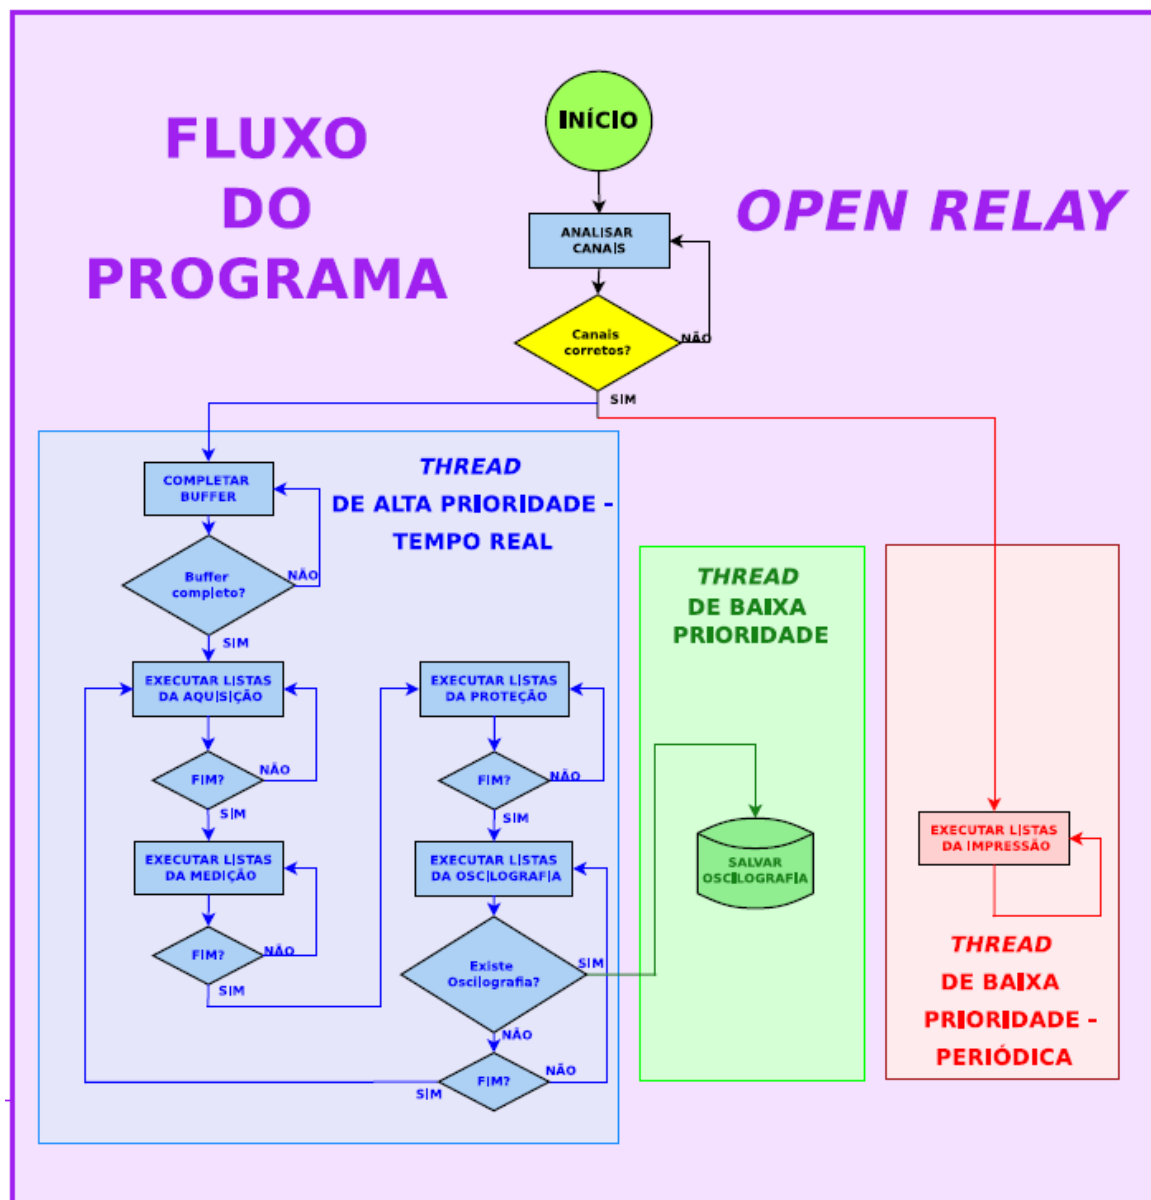 FLUXO
DO
PROGRAMA
OPEN RELAY
INÍCIO
ANALISAR
CANAIS
Canais
corretos?
NÃO
SIM
THREAD
DE ALTA PRIORIDADE -
TEMPO REAL
COMPLETAR
BUFFER
Buffer
completo?
NÃO
SIM
EXECUTAR LISTAS
DA AQUISIÇÃO
FIM?
NÃO
SIM
EXECUTAR LISTAS
DA MEDIÇÃO
FIM?
NÃO
SIM
EXECUTAR LISTAS
DA PROTEÇÃO
FIM?
NÃO
SIM
EXECUTAR LISTAS
DA OSCILOGRAFIA
Existe
Oscilografia?
SIM
NÃO
FIM?
NÃO
SIM
THREAD
DE BAIXA
PRIORIDADE
SALVAR
OSCILOGRAFIA
EXECUTAR LISTAS
DA IMPRESSÃO
THREAD
DE BAIXA
PRIORIDADE -
PERIÓDICA